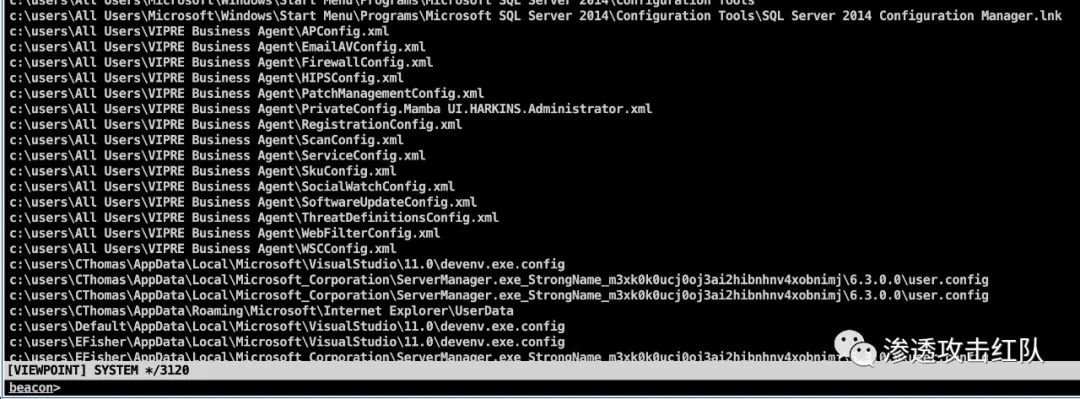 c:\users\All Users\Microsoft\Windows\Start Menu\Programs\Microsoft SQL Server 2014\Configuration Tools
c:\users\All Users\Microsoft\Windows\Start Menu\Programs\Microsoft SQL Server 2014\Configuration Tools\SQL Server 2014 Configuration Manager.lnk
c:\users\All Users\VIPRE Business Agent\APConfig.xml
c:\users\All Users\VIPRE Business Agent\EmailAVConfig.xml
c:\users\All Users\VIPRE Business Agent\FirewallConfig.xml
c:\users\All Users\VIPRE Business Agent\HIPSConfig.xml
c:\users\All Users\VIPRE Business Agent\PatchManagementConfig.xml
c:\users\All Users\VIPRE Business Agent\PrivateConfig.Mamba UI.HARKINS.Administrator.xml
c:\users\All Users\VIPRE Business Agent\RegistrationConfig.xml
c:\users\All Users\VIPRE Business Agent\ScanConfig.xml
c:\users\All Users\VIPRE Business Agent\ServiceConfig.xml
c:\users\All Users\VIPRE Business Agent\SkuConfig.xml
c:\users\All Users\VIPRE Business Agent\SocialWatchConfig.xml
c:\users\All Users\VIPRE Business Agent\SoftwareUpdateConfig.xml
c:\users\All Users\VIPRE Business Agent\ThreatDefinitionsConfig.xml
c:\users\All Users\VIPRE Business Agent\WebFilterConfig.xml
c:\users\All Users\VIPRE Business Agent\WSCConfig.xml
c:\users\CThomas\AppData\Local\Microsoft\VisualStudio\11.0\devenv.exe.config
c:\users\CThomas\AppData\Local\Microsoft_Corporation\ServerManager.exe_StrongName_m3xk0k0ucj0oj3ai2hibnhnv4xobnimj\6.3.0.0\user.config
c:\users\CThomas\AppData\Local\Microsoft_Corporation\ServerManager.exe_StrongName_m3xk0k0ucj0oj3ai2hibnhnv4xobnimj\6.3.0.0\user.config
c:\users\CThomas\AppData\Roaming\Microsoft\Internet Explorer\UserData
c:\users\Default\AppData\Local\Microsoft\VisualStudio\11.0\devenv.exe.config
c:\users\EFisher\AppData\Local\Microsoft\VisualStudio\11.0\devenv.exe.config
c:\users\EFisher\AppData\Local\Microsoft_Corporation\ServerManager.exe_StrongName
渗透攻击红队
[VIEWPOINT] SYSTEM */3120
beacon>